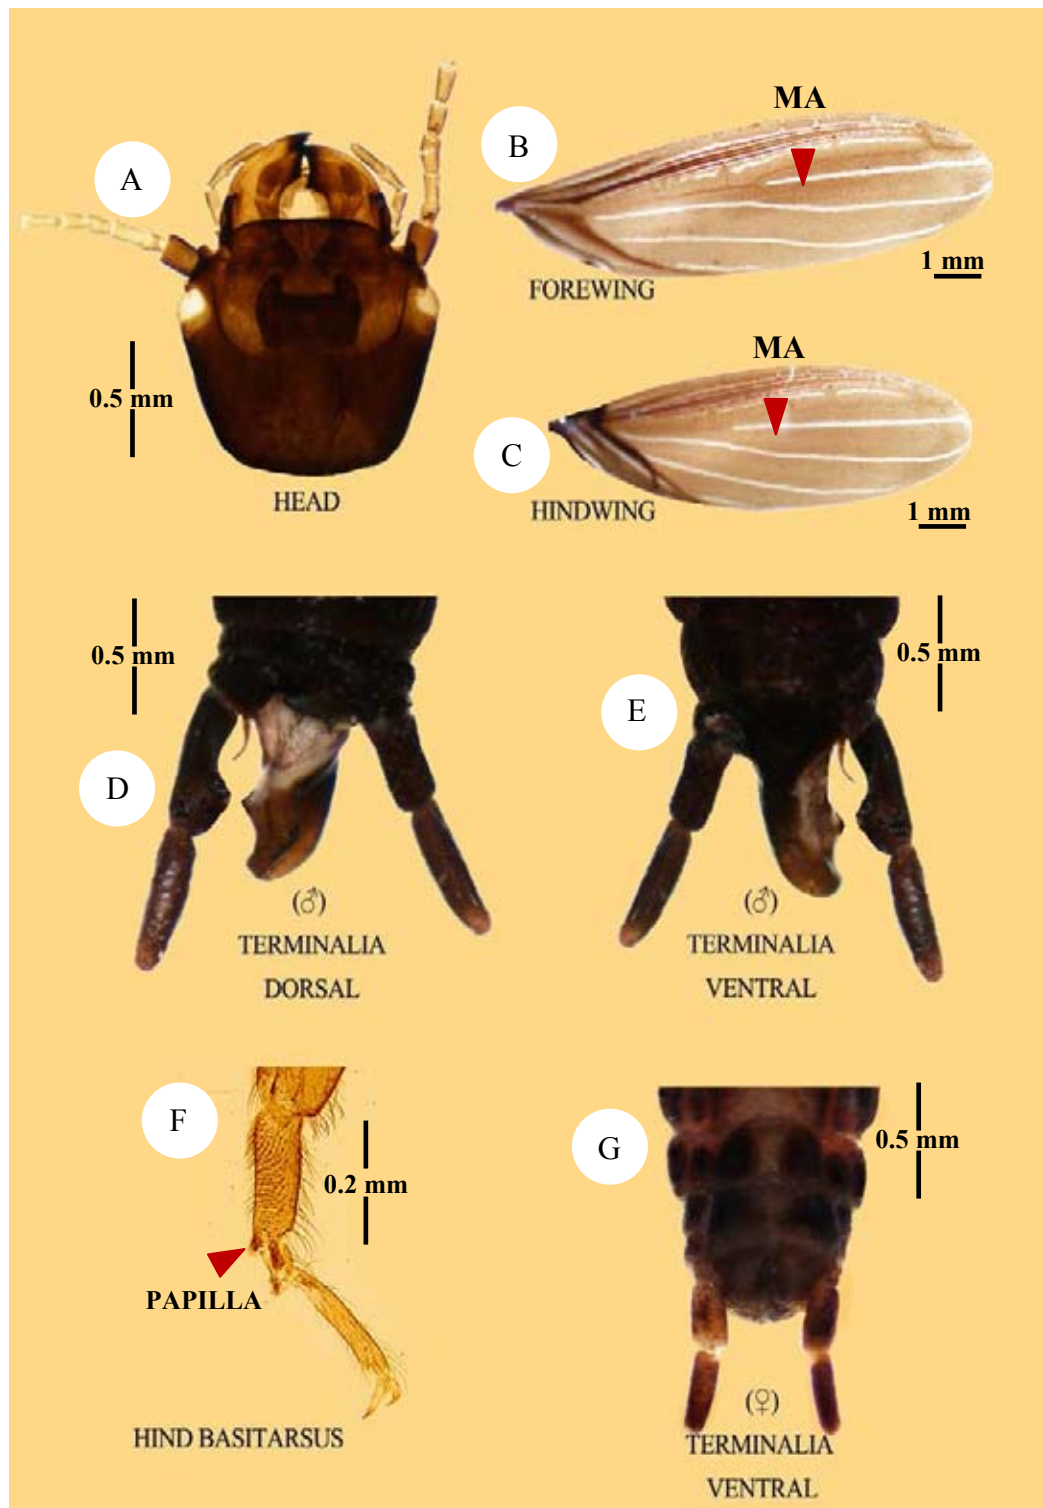 A
0.5 mm
HEAD
B
MA
1 mm
FOREWING
MA
C
1 mm
HINDWING
0.5 mm
D
(♂)
TERMINALIA
DORSAL
0.5 mm
E
(♂)
TERMINALIA
VENTRAL
F
0.2 mm
PAPILLA
HIND BASITARSUS
G
0.5 mm
(♀)
TERMINALIA
VENTRAL